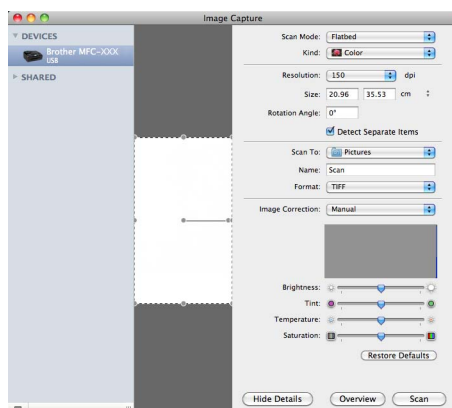 Image Capture
DEVICES
Brother MFC-XXX
USB
SHARED
Scan Mode: Flatbed
Kind: Color
Resolution: 150 dpi
Size: 20.96 35.53 cm
Rotation Angle: 0°
Detect Separate Items
Scan To: Pictures
Name: Scan
Format: TIFF
Image Correction: Manual
Brightness:
Tint:
Temperature:
Saturation:
Restore Defaults
Hide Details Overview Scan